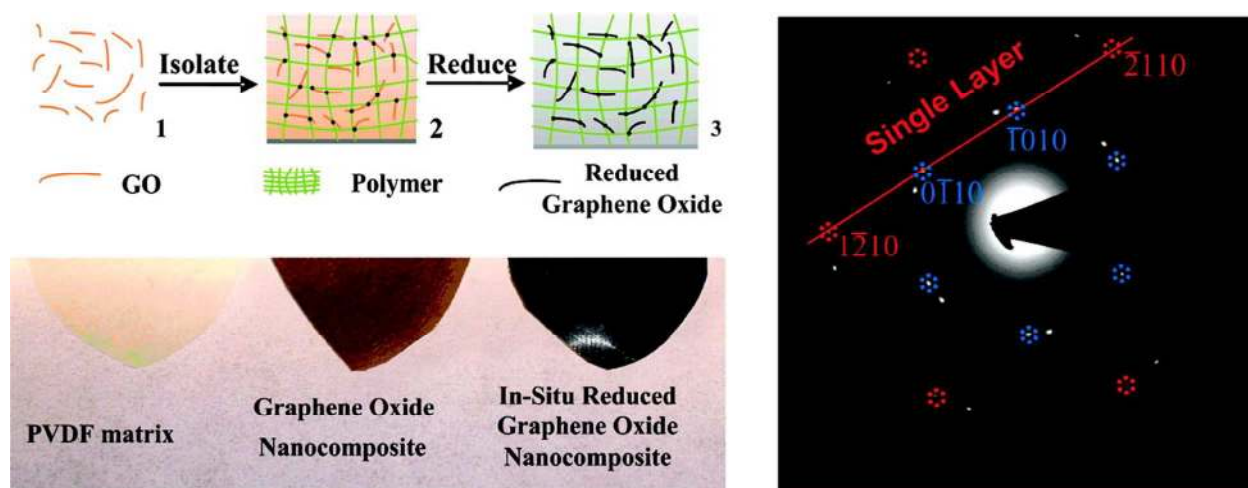 Isolate
Reduce
1
2
3
GO
Polymer
Reduced
Graphene Oxide
PVDF matrix
Graphene Oxide
Nanocomposite
In-Situ Reduced
Graphene Oxide
Nanocomposite
Single Layer
2̅110
1̅010
01̅10
12̅10